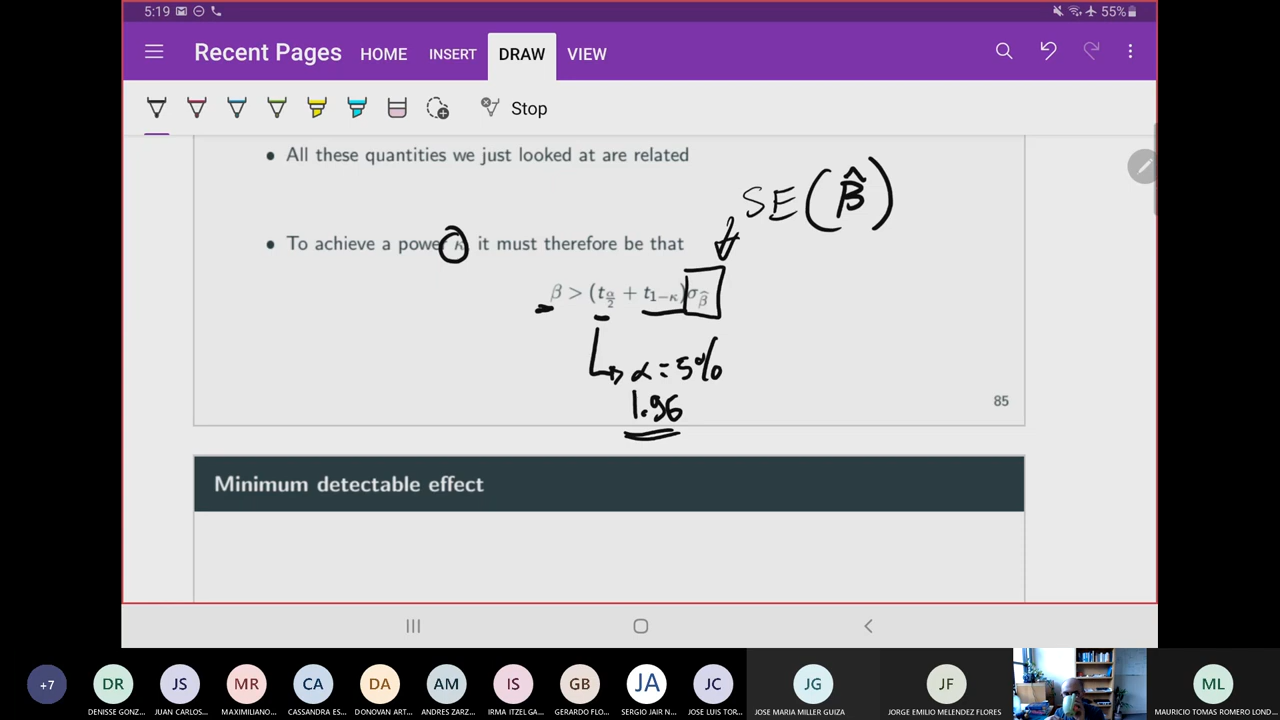 5:19
55%
Recent Pages HOME INSERT DRAW VIEW
Stop
• All these quantities we just looked at are related
SE(β̂)
• To achieve a power κ, it must therefore be that
β > (t_{α/2} + t_{1−κ})σ_{β̂}
α = 5%
1.96
85
Minimum detectable effect
+7 DR JS MR CA DA AM IS GB JA JC JG JF ML
DENISSE GONZ... JUAN CARLOS... MAXIMILIANO... CASSANDRA ES... DONOVAN ART... ANDRES ZARZ... IRMA ITZEL GA... GERARDO FLO... SERGIO JAIR N... JOSE LUIS TOR... JOSE MARIA MILLER GUIZA JORGE EMILIO MELENDEZ FLORES MAURICIO TOMAS ROMERO LOND...